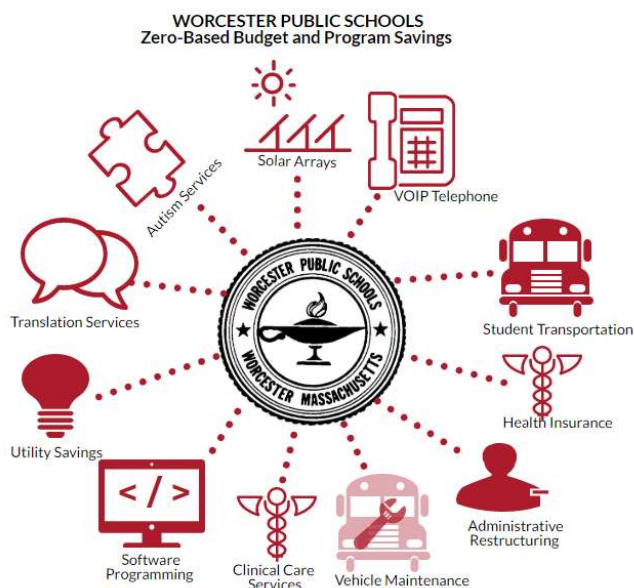 WORCESTER PUBLIC SCHOOLS
Zero-Based Budget and Program Savings
Solar Arrays
VOIP Telephone
Autism Services
Translation Services
Student Transportation
WORCESTER PUBLIC SCHOOLS
WORCESTER MASSACHUSETTS
Utility Savings
Health Insurance
</>
Software
Programming
Clinical Care
Services
Vehicle Maintenance
Administrative
Restructuring